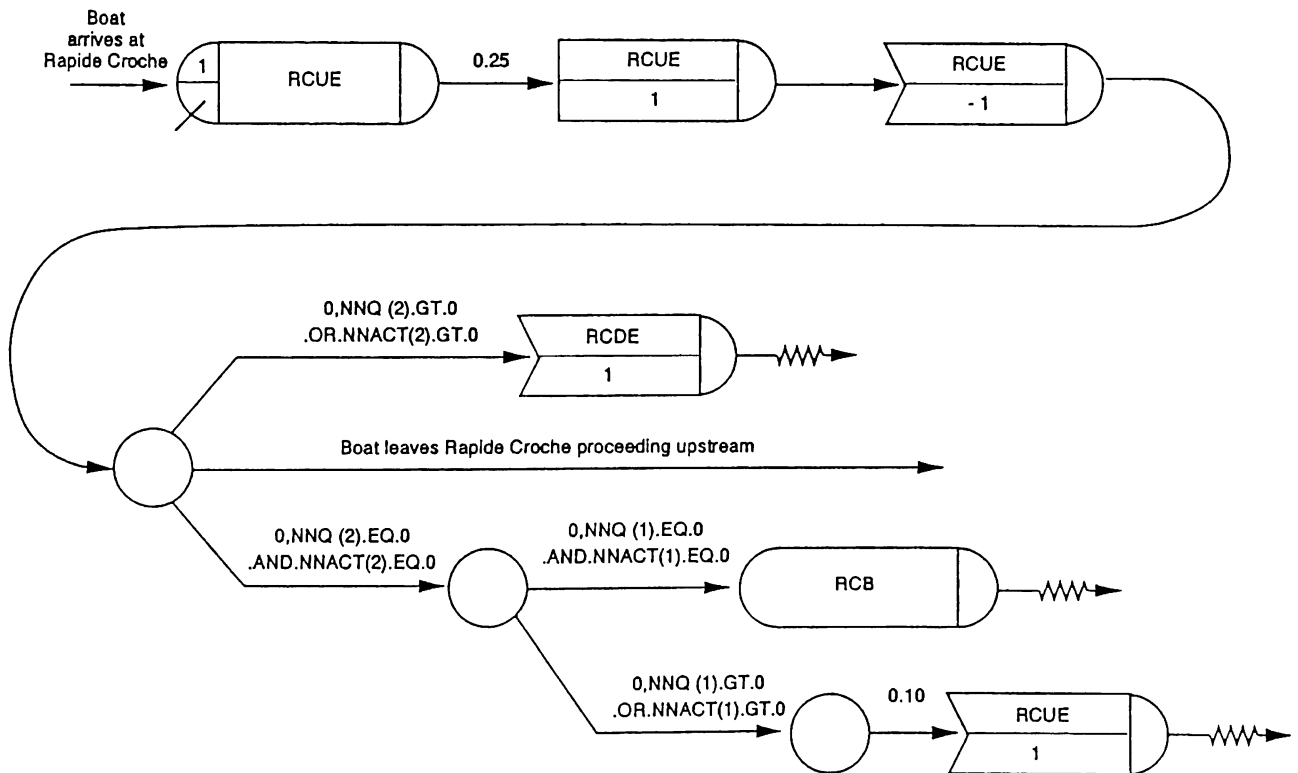 Boat
arrives at
Rapide Croche
1
RCUE
0.25
RCUE
1
RCUE
- 1
0,NNQ (2).GT.0
.OR.NNACT(2).GT.0
RCDE
1
Boat leaves Rapide Croche proceeding upstream
0,NNQ (2).EQ.0
.AND.NNACT(2).EQ.0
0,NNQ (1).EQ.0
.AND.NNACT(1).EQ.0
RCB
0,NNQ (1).GT.0
.OR.NNACT(1).GT.0
0.10
RCUE
1